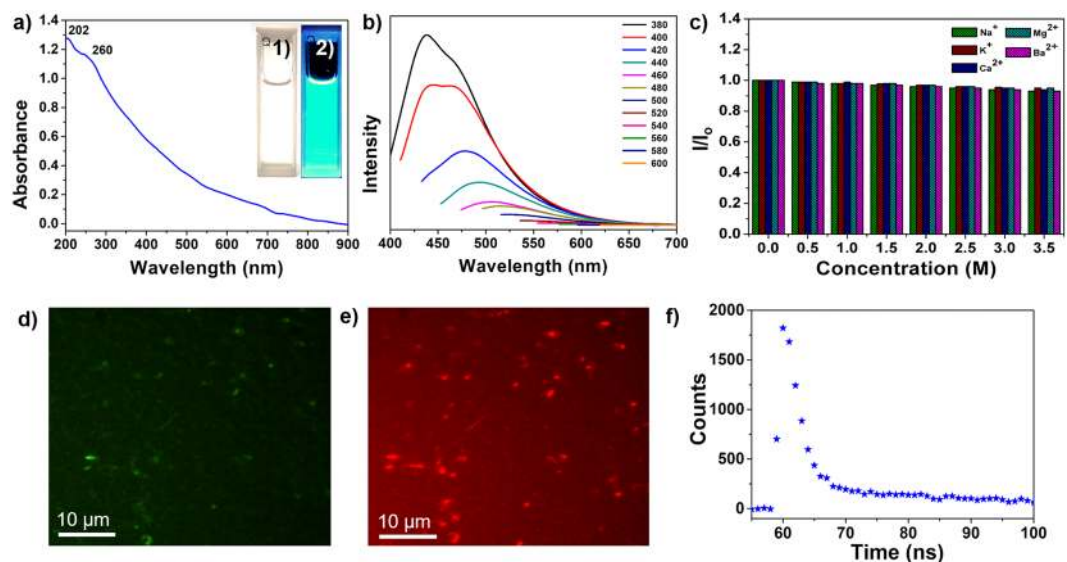 a)
1.4
1.2
1.0
0.8
0.6
0.4
0.2
0.0
202
260
1)
2)
200 300 400 500 600 700 800 900
Wavelength (nm)
Absorbance
b)
380
400
420
440
460
480
500
520
540
560
580
600
400 450 500 550 600 650 700
Wavelength (nm)
Intensity
c)
1.4
1.2
1.0
0.8
0.6
0.4
0.2
0.0
Na+ Mg2+
K+ Ba2+
Ca2+
0.0 0.5 1.0 1.5 2.0 2.5 3.0 3.5
Concentration (M)
I/Io
d)
10 µm
e)
10 µm
f)
2000
1500
1000
500
0
60 70 80 90 100
Time (ns)
Counts